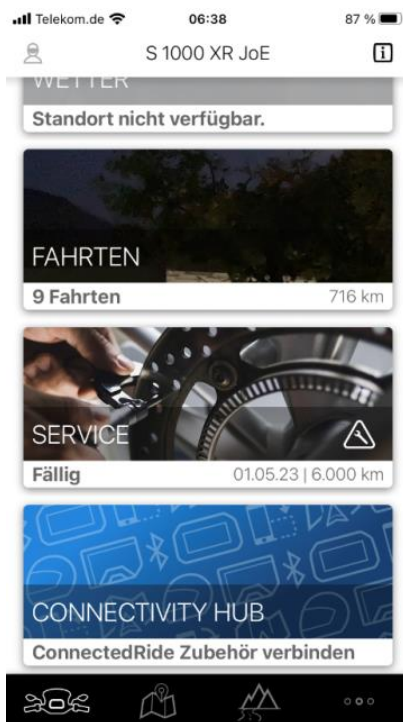 Telekom.de 06:38 87 %
S 1000 XR JoE
WETTER
Standort nicht verfügbar.
FAHRTEN
9 Fahrten 716 km
SERVICE
Fällig 01.05.23 | 6.000 km
CONNECTIVITY HUB
ConnectedRide Zubehör verbinden